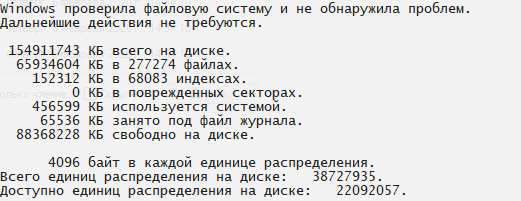 Windows проверила файловую систему и не обнаружила проблем.
Дальнейшие действия не требуются.
154911743 КБ всего на диске.
65934604 КБ в 277274 файлах.
152312 КБ в 68083 индексах.
0 КБ в поврежденных секторах.
456599 КБ используется системой.
65536 КБ занято под файл журнала.
88368228 КБ свободно на диске.
4096 байт в каждой единице распределения.
Всего единиц распределения на диске: 38727935.
Доступно единиц распределения на диске: 22092057.